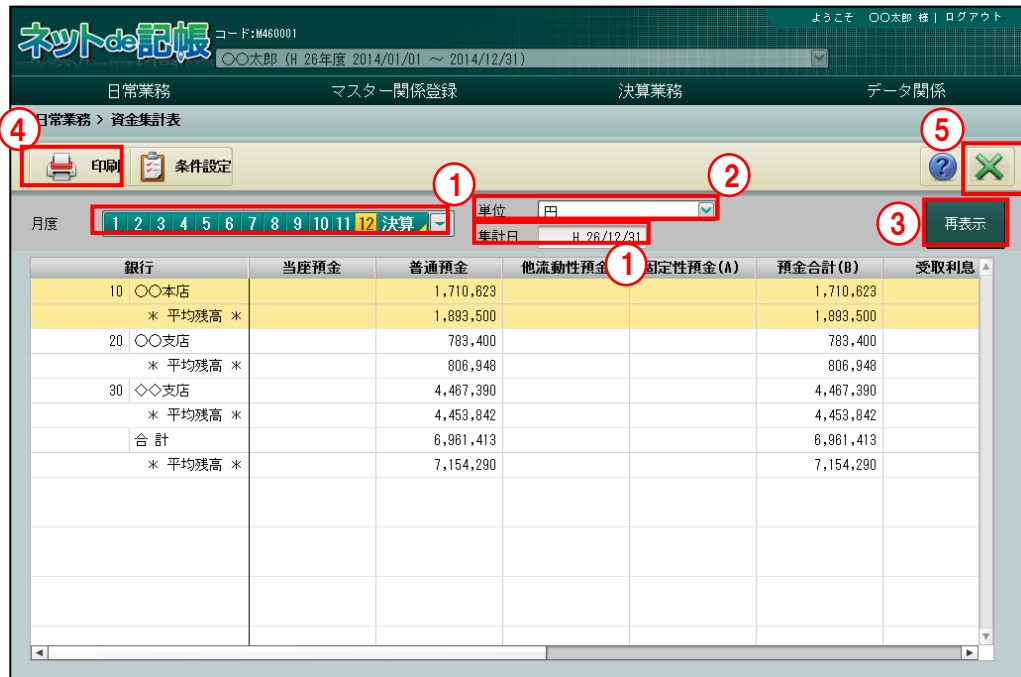 ようこそ 〇〇太郎 様 | ログアウト
ネットde記帳 コード:M460001
〇〇太郎 (H 26年度 2014/01/01 ～ 2014/12/31)
日常業務 マスター関係登録 決算業務 データ関係
日常業務 > 資金集計表
④ ⑤
印刷 条件設定 ?
① ②
月度 1 2 3 4 5 6 7 8 9 10 11 12 決算 単位 円 ③ 再表示
集計日 H 26/12/31
①
銀行 当座預金 普通預金 他流動性預金 固定性預金(A) 預金合計(B) 受取利息
10 〇〇本店 1,710,623 1,710,623
＊ 平均残高 ＊ 1,893,500 1,893,500
20 〇〇支店 783,400 783,400
＊ 平均残高 ＊ 806,948 806,948
30 ◇◇支店 4,467,390 4,467,390
＊ 平均残高 ＊ 4,453,842 4,453,842
合 計 6,961,413 6,961,413
＊ 平均残高 ＊ 7,154,290 7,154,290